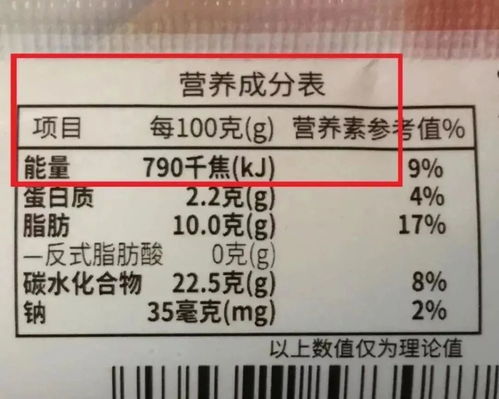 营养成分表
项目 每100克(g) 营养素参考值%
能量 790千焦(kJ) 9%
蛋白质 2.2克(g) 4%
脂肪 10.0克(g) 17%
—反式脂肪酸 0克(g)
碳水化合物 22.5克(g) 8%
钠 35毫克(mg) 2%
以上数值仅为理论值